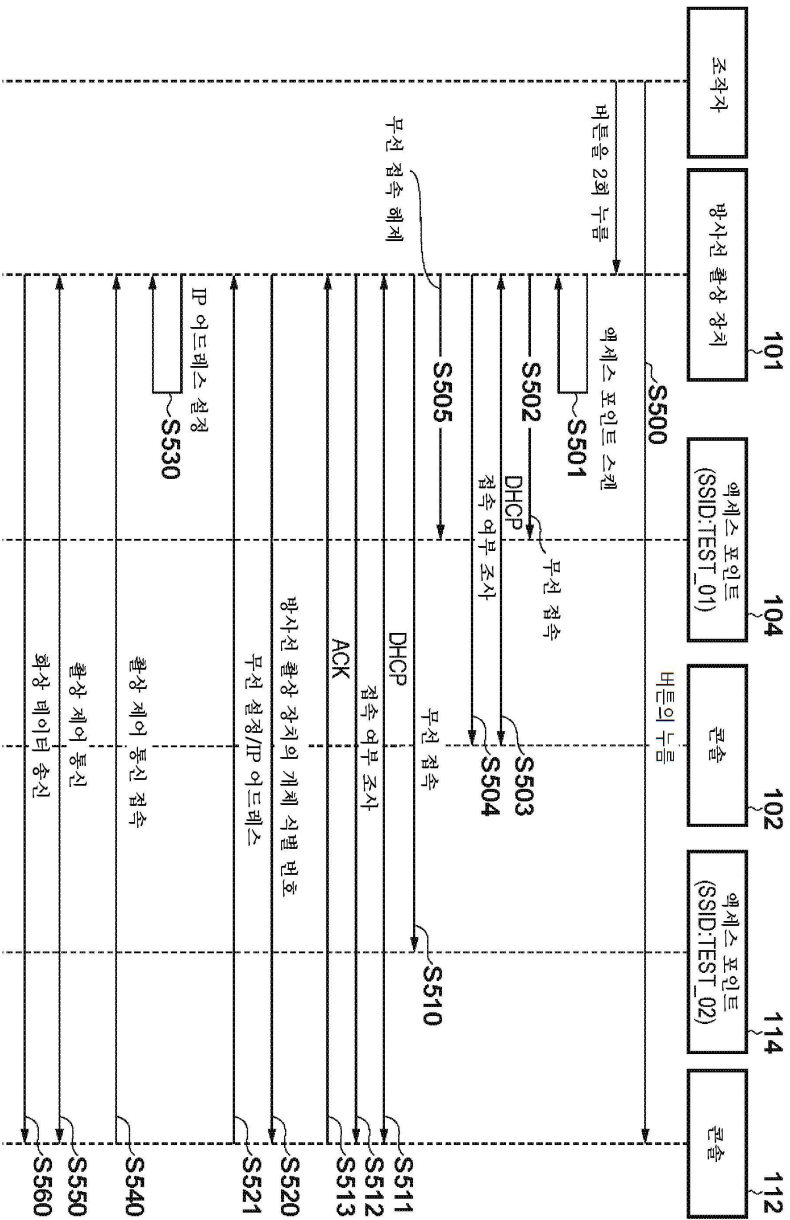 조작자
방사선 촬상 장치
101
액세스 포인트
(SSID:TEST_01)
104
콘솔
102
액세스 포인트
(SSID:TEST_02)
114
콘솔
112
S500
버튼의 누름
버튼을 2회 누름
액세스 포인트 스캔
S501
S502
무선 접속
DHCP
S503
접속 여부 조사
S504
무선 접속 해제
S505
무선 접속
S510
DHCP
S511
접속 여부 조사
S512
ACK
S513
방사선 촬상 장치의 개체 식별 번호
S520
무선 설정/IP 어드레스
S521
IP 어드레스 설정
S530
촬상 제어 통신 접속
S540
촬상 제어 통신
S550
화상 데이터 송신
S560